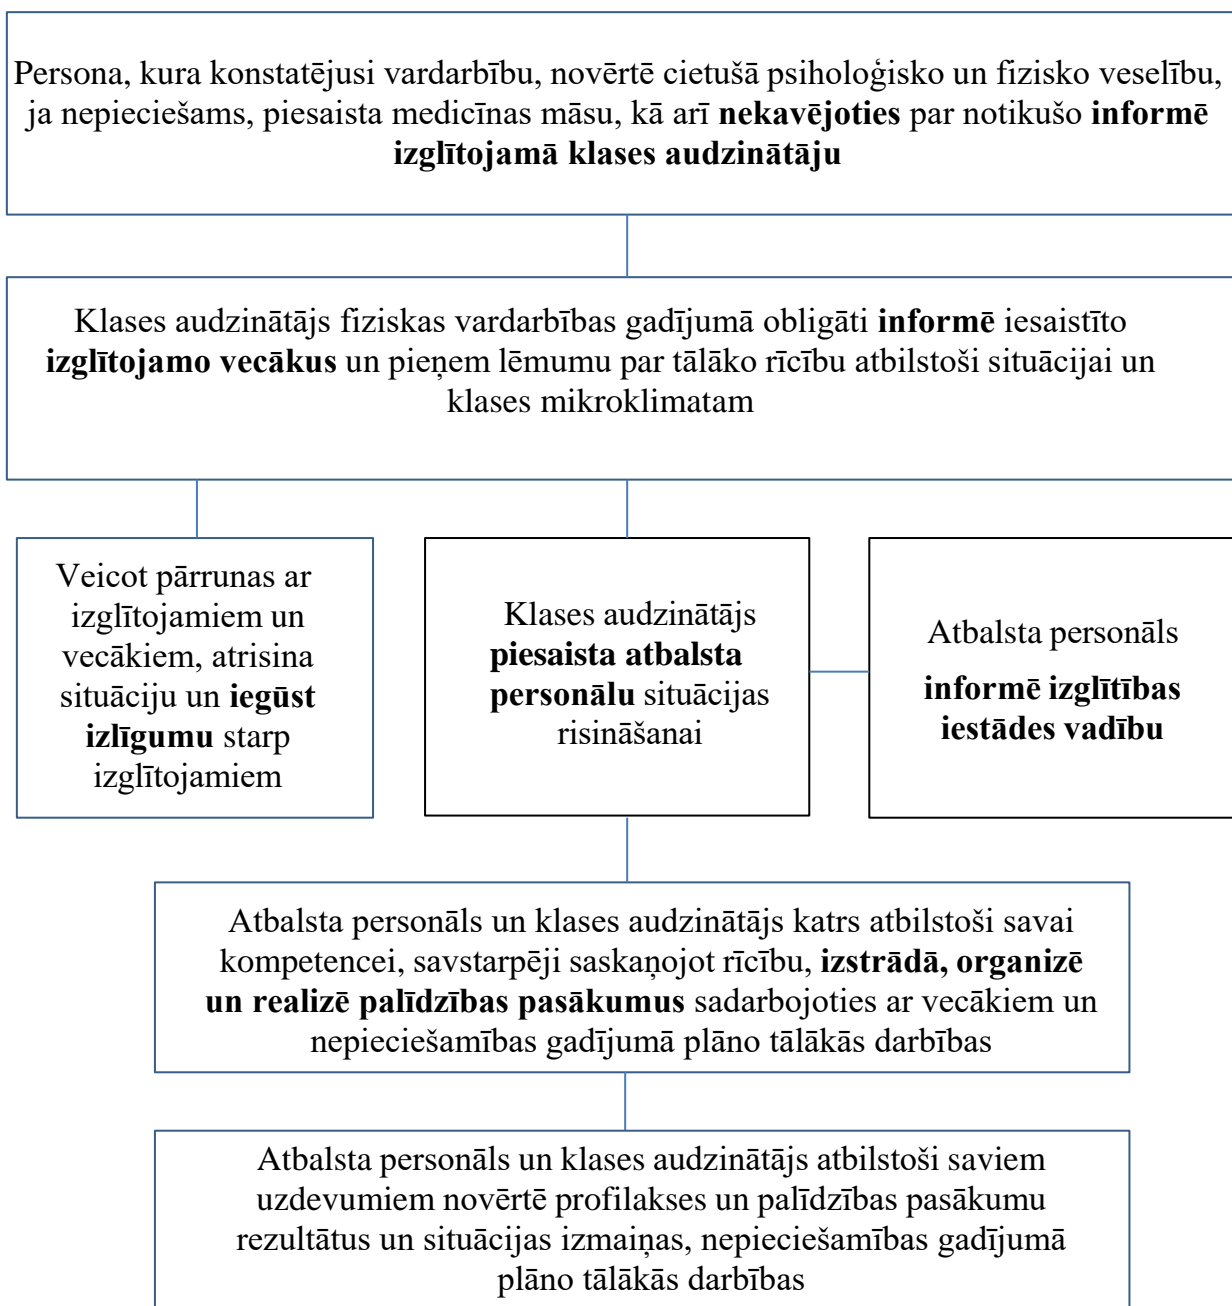 Persona, kura konstatējusi vardarbību, novērtē cietušā psiholoģisko un fizisko veselību,
ja nepieciešams, piesaista medicīnas māsu, kā arī nekavējoties par notikušo informē
izglītojamā klases audzinātāju
Klases audzinātājs fiziskas vardarbības gadījumā obligāti informē iesaistīto
izglītojamo vecākus un pieņem lēmumu par tālāko rīcību atbilstoši situācijai un
klases mikroklimatam
Veicot pārrunas ar
izglītojamiem un
vecākiem, atrisina
situāciju un iegūst
izlīgumu starp
izglītojamiem
Klases audzinātājs
piesaista atbalsta
personālu situācijas
risināšanai
Atbalsta personāls
informē izglītības
iestādes vadību
Atbalsta personāls un klases audzinātājs katrs atbilstoši savai
kompetencei, savstarpēji saskaņojot rīcību, izstrādā, organizē
un realizē palīdzības pasākumus sadarbojoties ar vecākiem un
nepieciešamības gadījumā plāno tālākās darbības
Atbalsta personāls un klases audzinātājs atbilstoši saviem
uzdevumiem novērtē profilakses un palīdzības pasākumu
rezultātus un situācijas izmaiņas, nepieciešamības gadījumā
plāno tālākās darbības